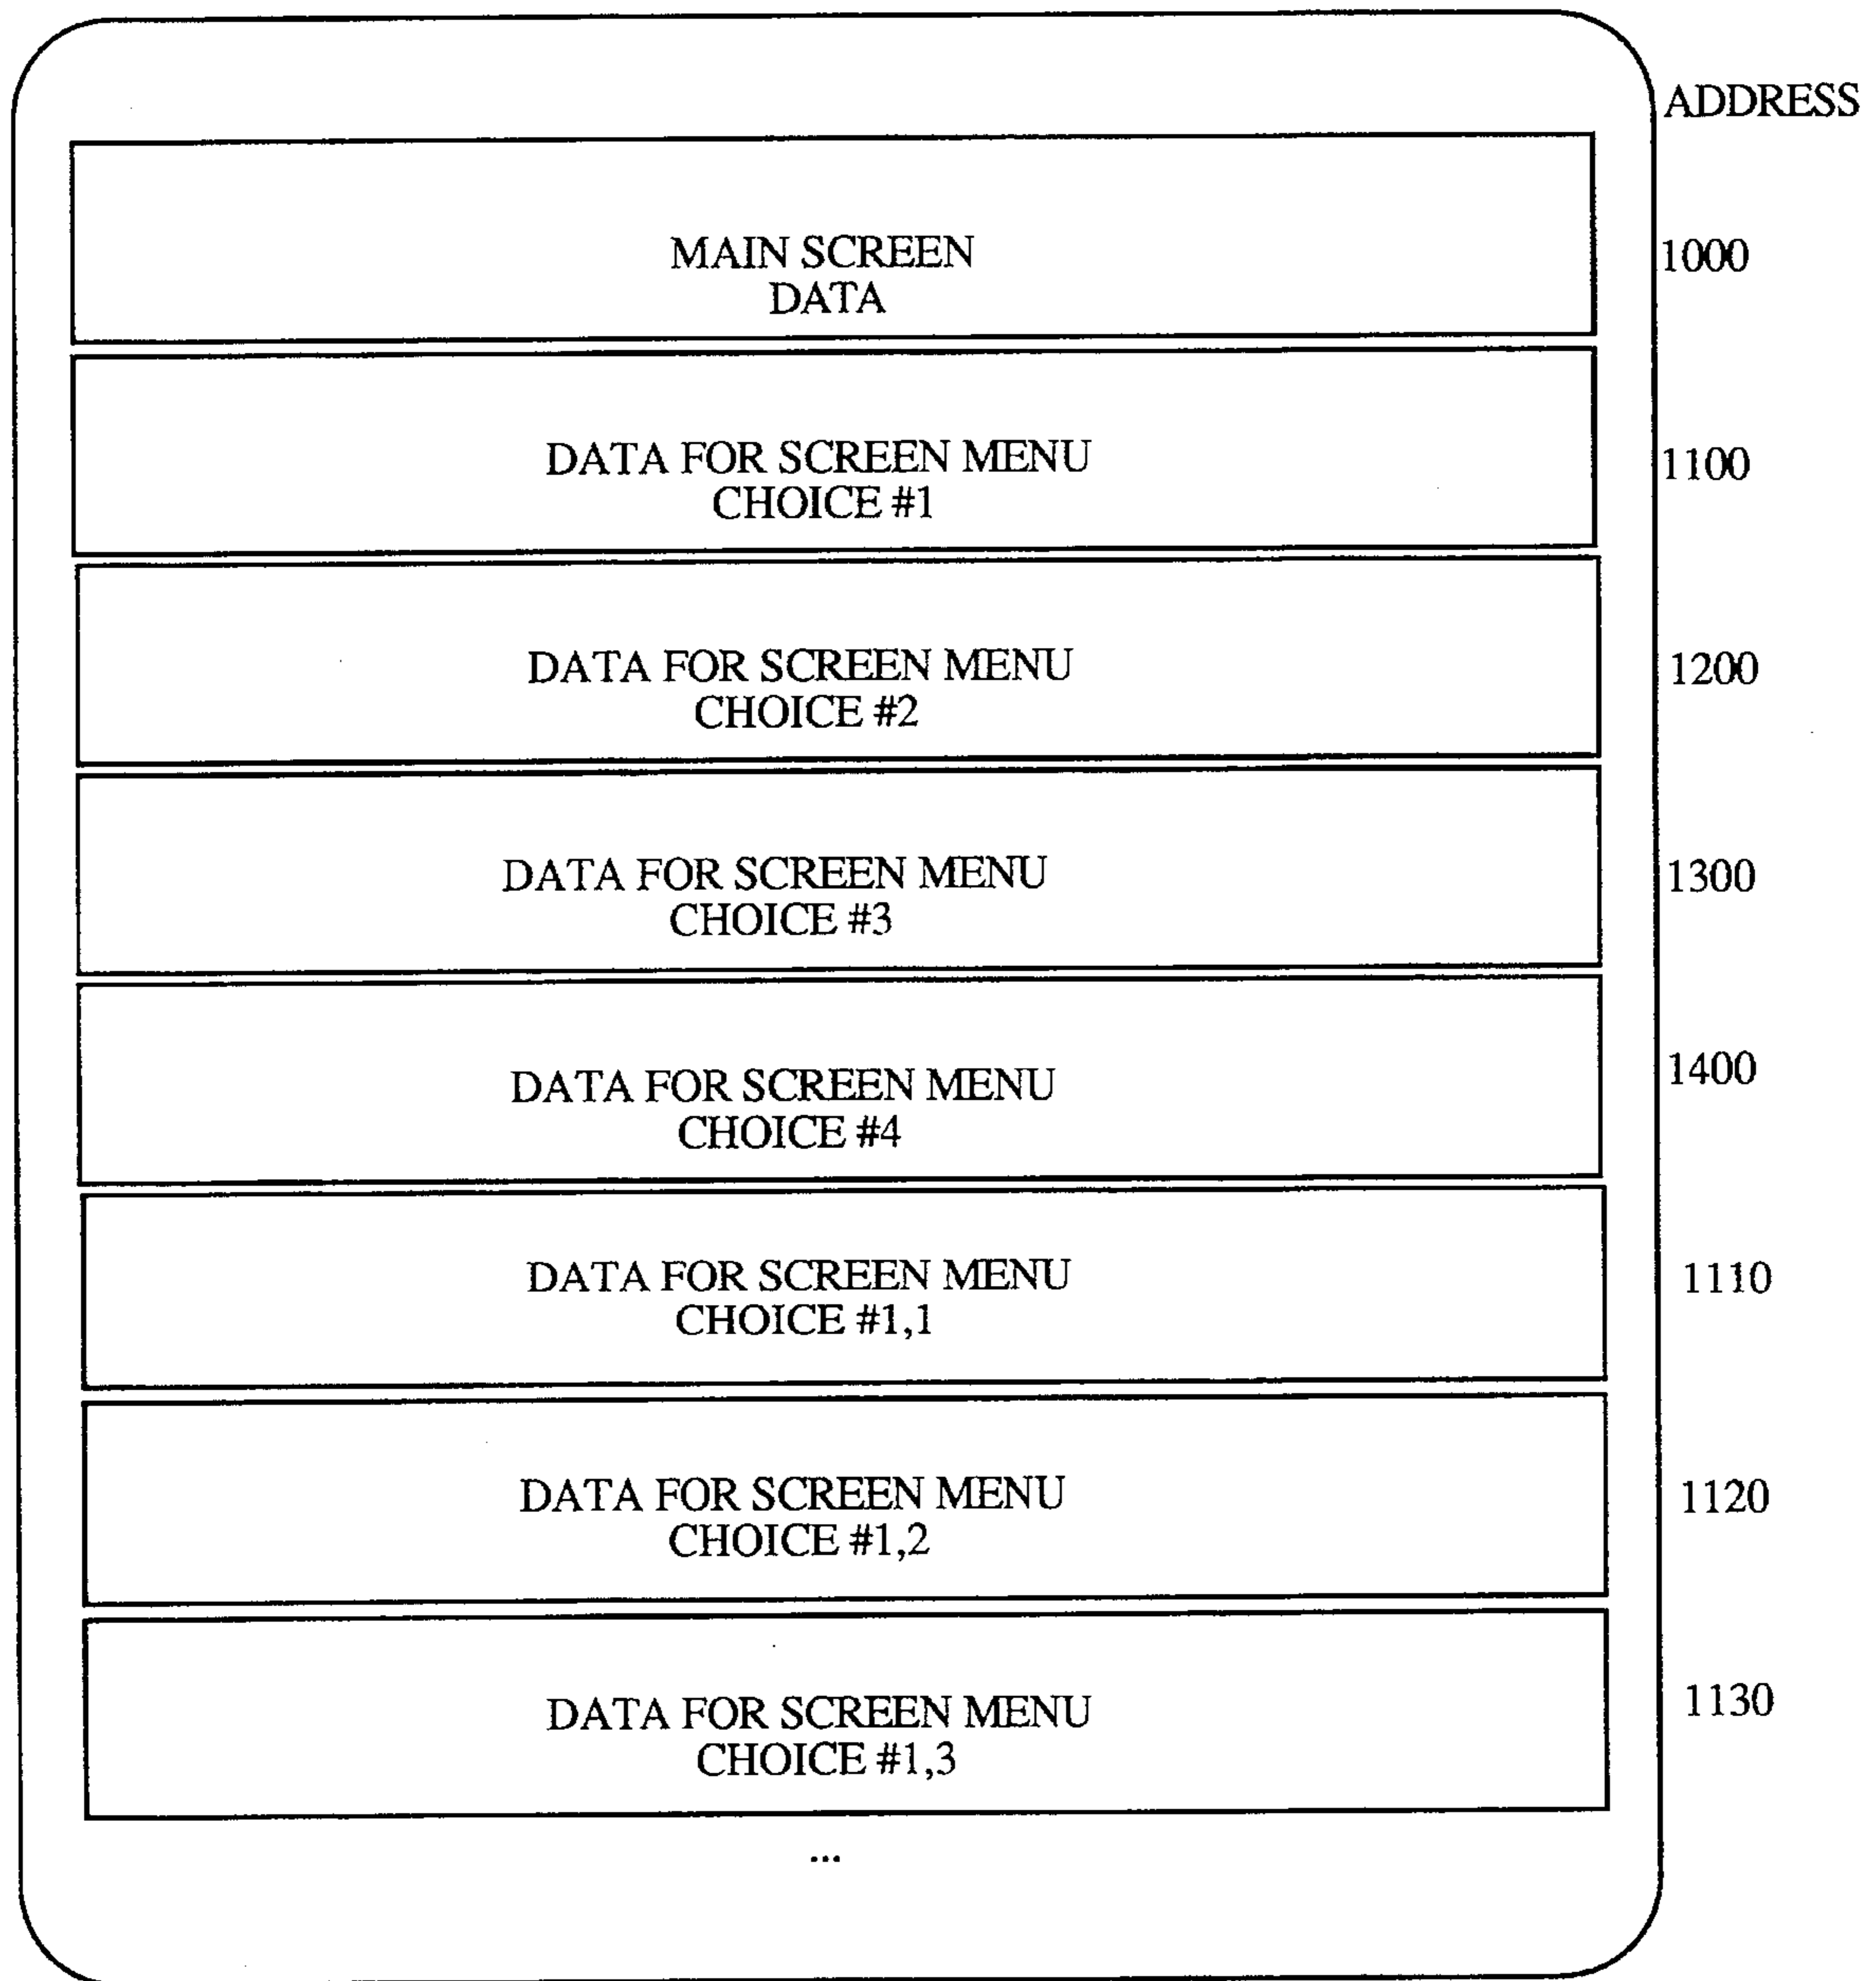 ADDRESS
MAIN SCREEN
DATA
1000
DATA FOR SCREEN MENU
CHOICE #1
1100
DATA FOR SCREEN MENU
CHOICE #2
1200
DATA FOR SCREEN MENU
CHOICE #3
1300
DATA FOR SCREEN MENU
CHOICE #4
1400
DATA FOR SCREEN MENU
CHOICE #1,1
1110
DATA FOR SCREEN MENU
CHOICE #1,2
1120
DATA FOR SCREEN MENU
CHOICE #1,3
1130
...